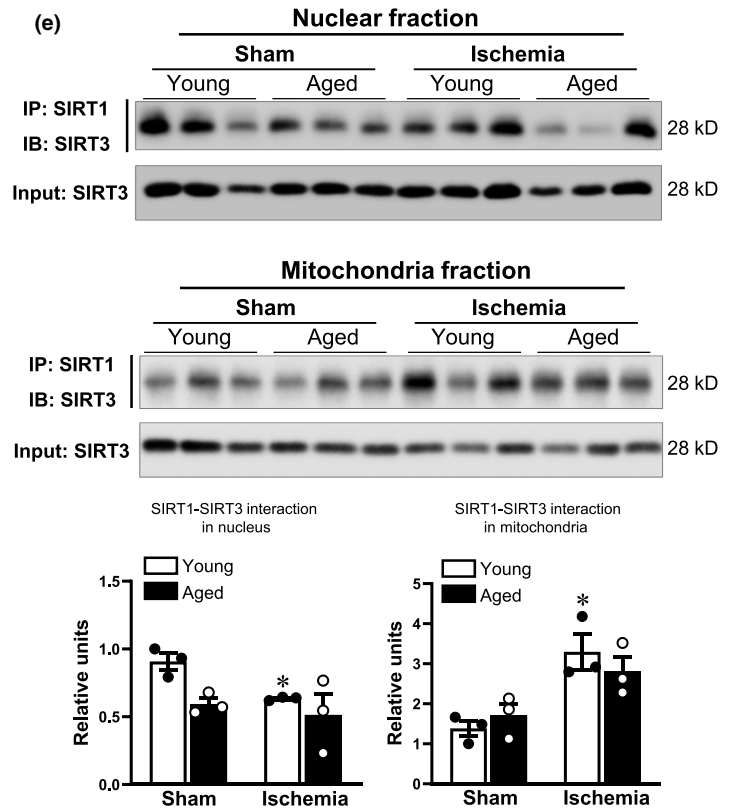 (e)
Nuclear fraction
Sham Ischemia
Young Aged Young Aged
IP: SIRT1
IB: SIRT3
28 kD
Input: SIRT3
28 kD
Mitochondria fraction
Sham Ischemia
Young Aged Young Aged
IP: SIRT1
IB: SIRT3
28 kD
Input: SIRT3
28 kD
SIRT1-SIRT3 interaction
in nucleus
Young
Aged
Relative units
1.5
1.0
0.5
0.0
*
Sham Ischemia
SIRT1-SIRT3 interaction
in mitochondria
Young
Aged
Relative units
5
4
3
2
1
0
*
Sham Ischemia